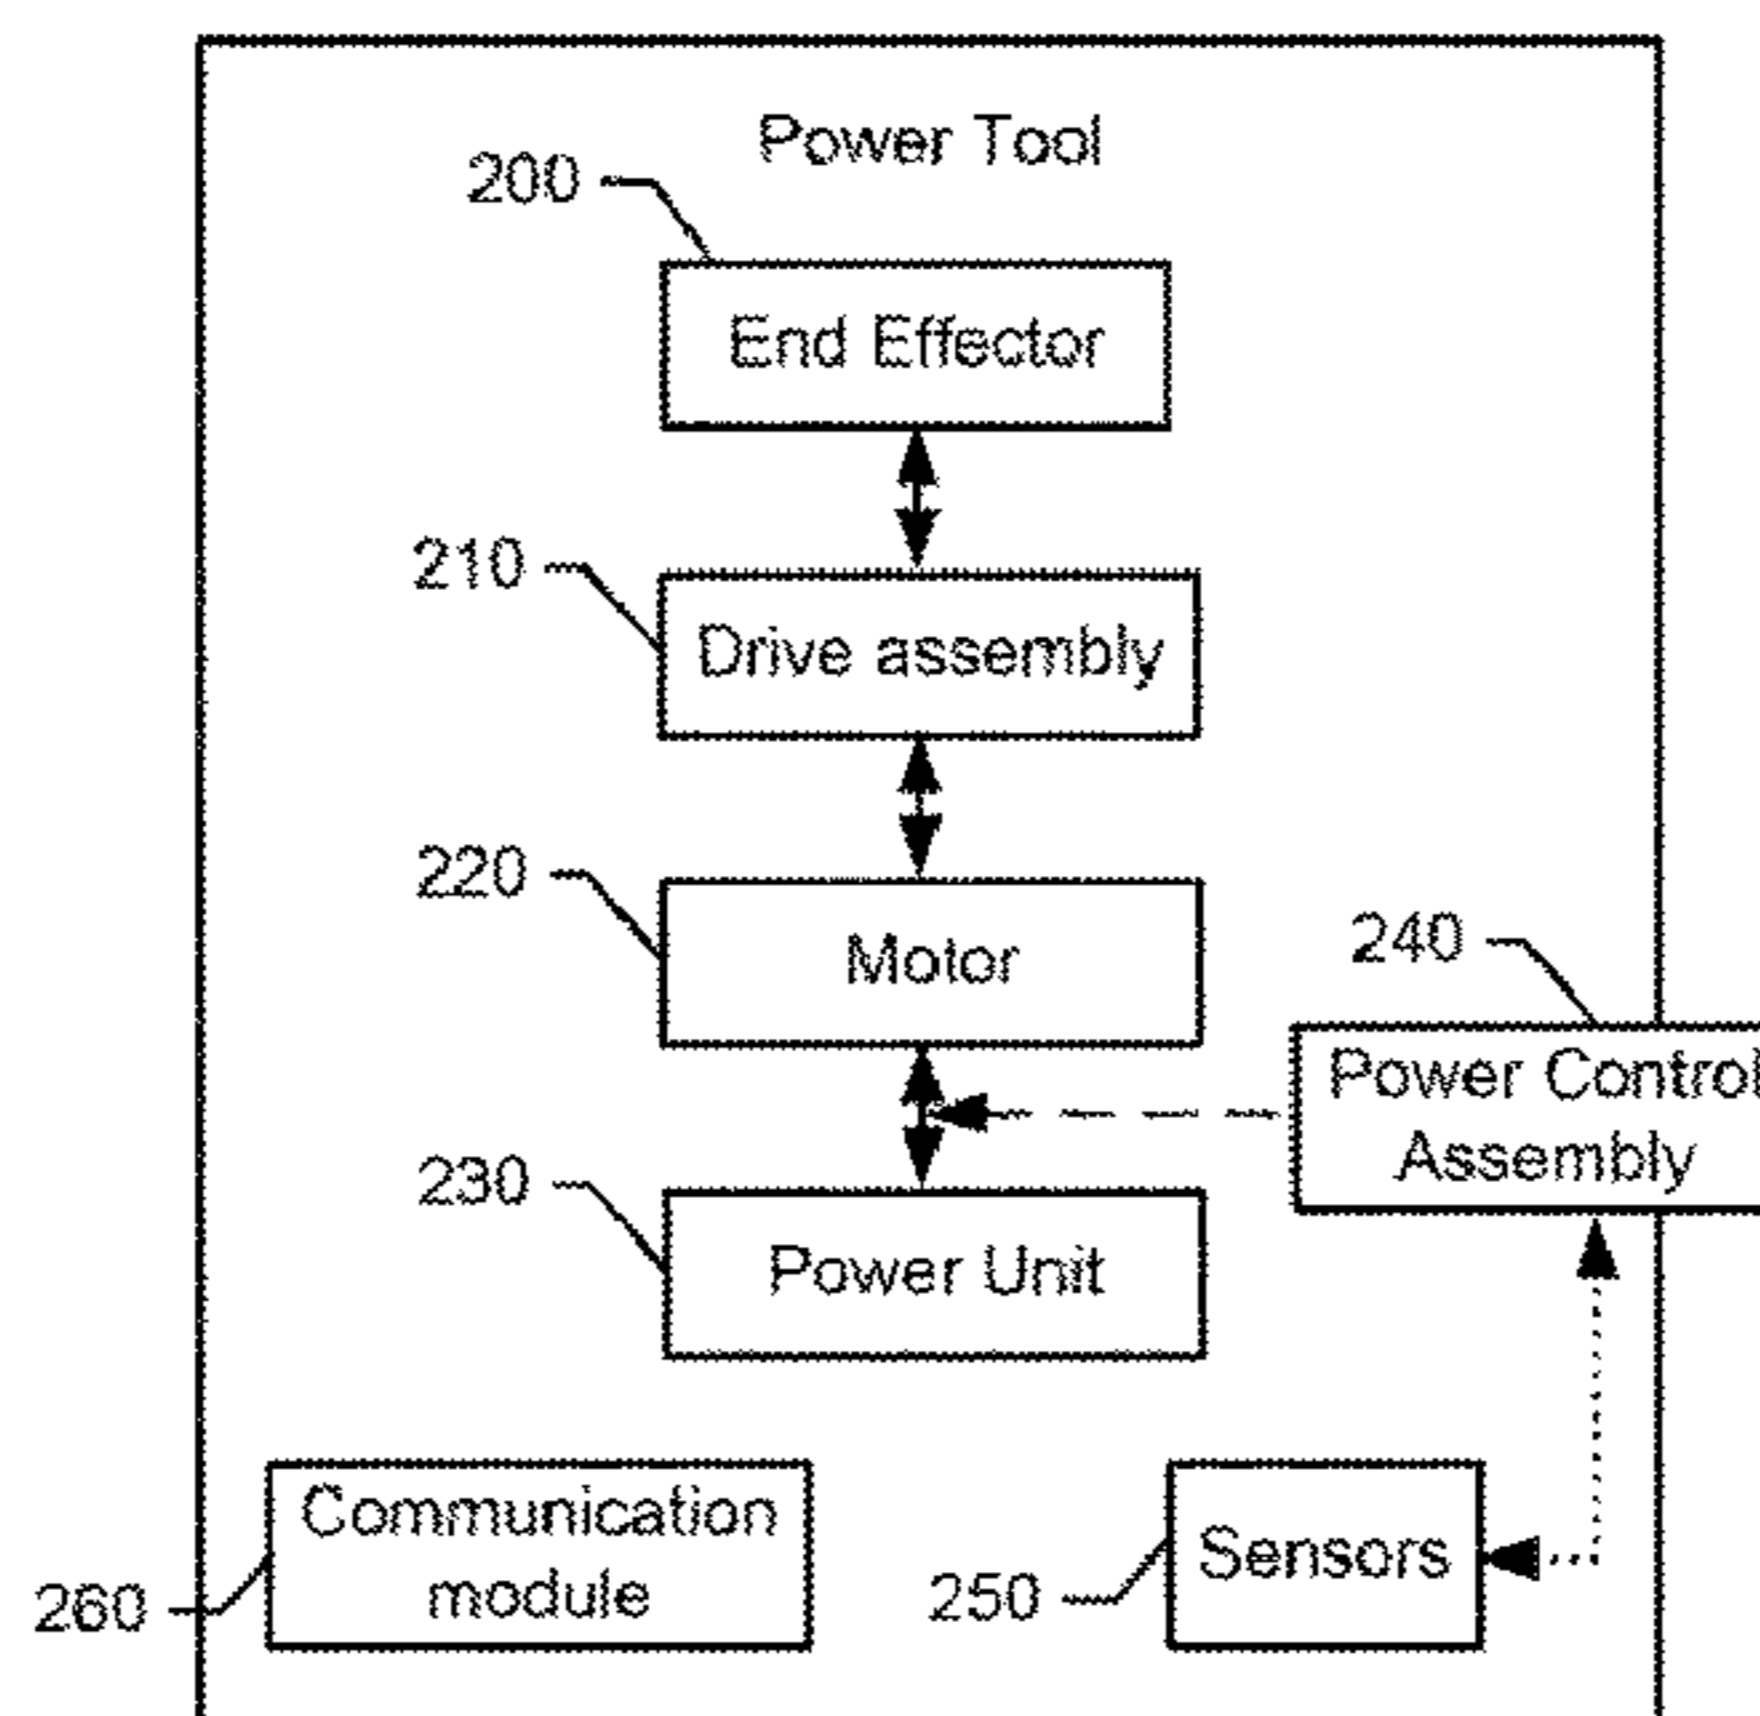 Power Tool
200
End Effector
210
Drive assembly
220
Motor
240
Power Control
Assembly
230
Power Unit
Communication
module
260
Sensors
250